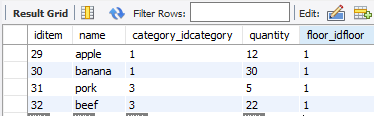 Result Grid Filter Rows: Edit:
iditem name category_idcategory quantity floor_idfloor
29 apple 1 12 1
30 banana 1 30 1
31 pork 3 5 1
32 beef 3 22 1